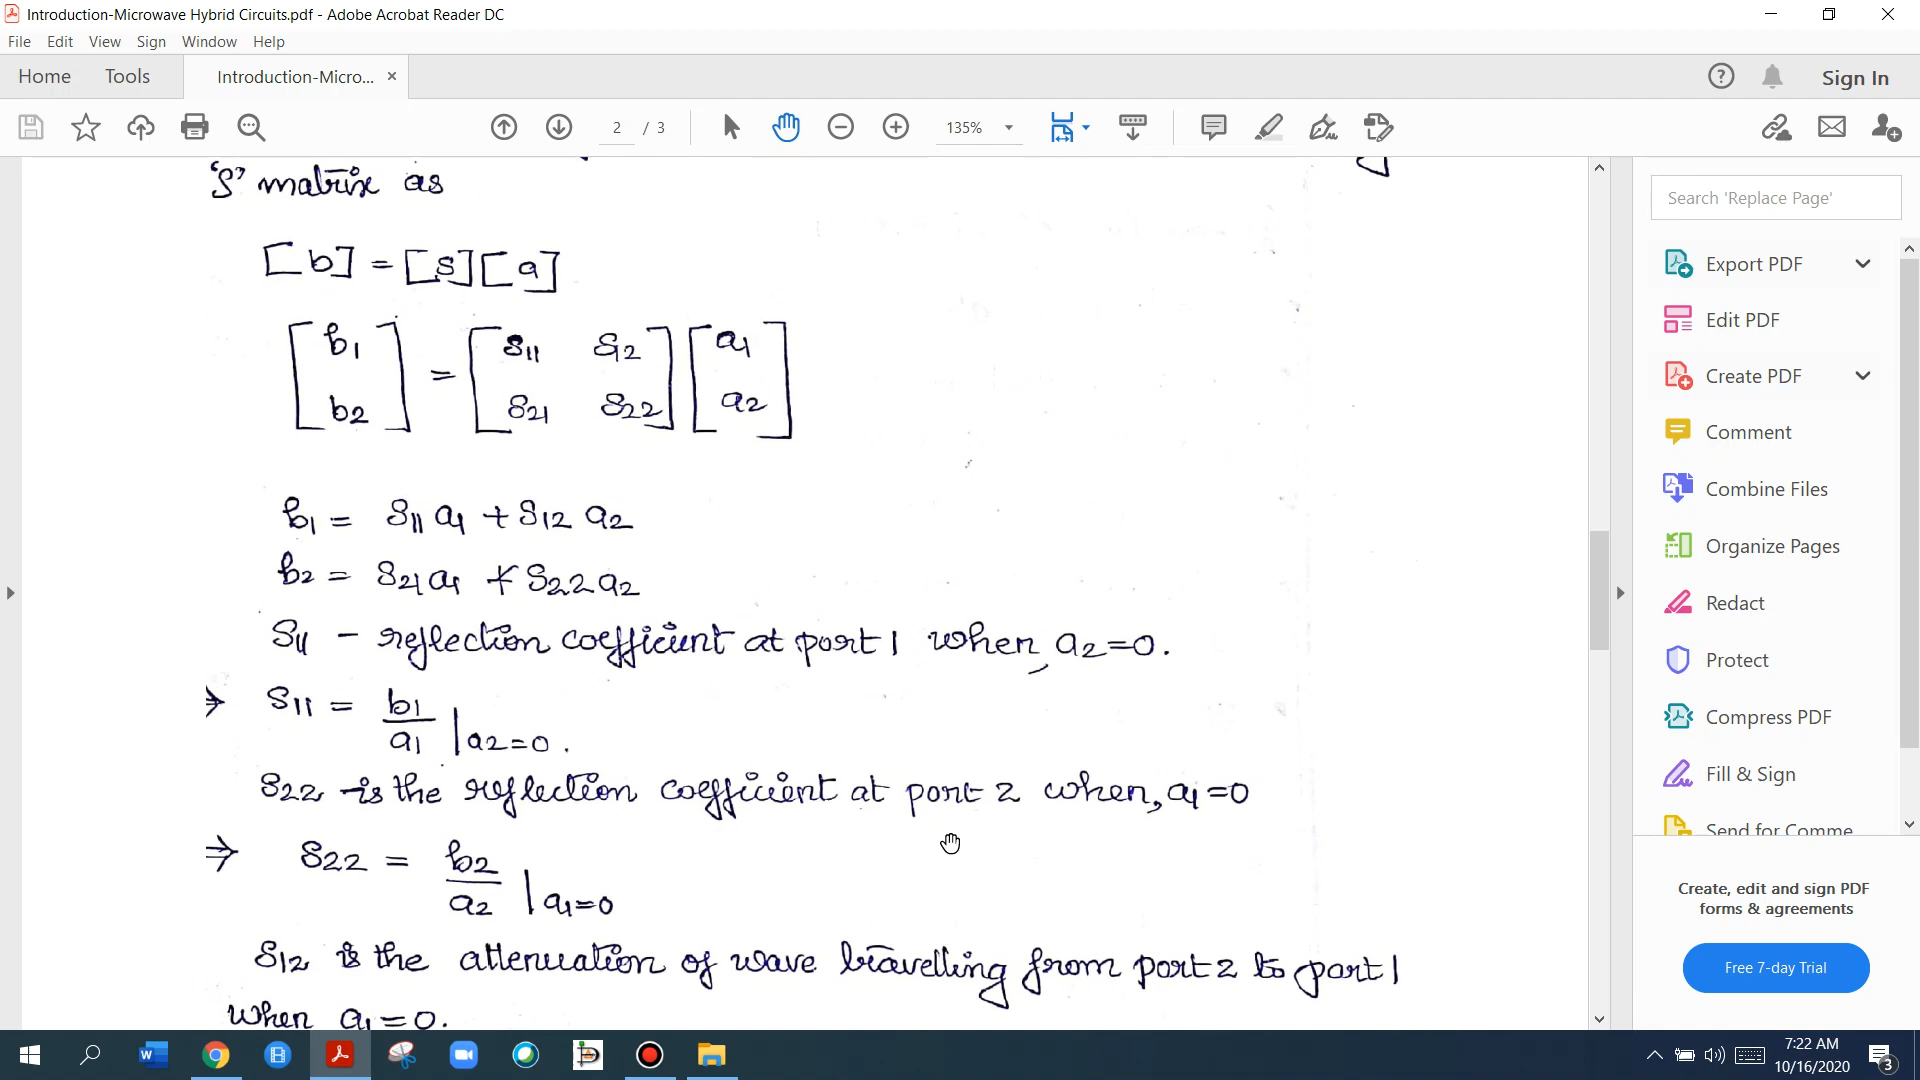 Introduction-Microwave Hybrid Circuits.pdf - Adobe Acrobat Reader DC
File Edit View Sign Window Help
Home Tools Introduction-Micro... × Sign In
2 / 3 135%
'S' matrix as
[b] = [S][a]
[b1 b2] = [S11 S12 S21 S22] [a1 a2]
b1 = S11 a1 + S12 a2
b2 = S21 a1 + S22 a2
S11 - reflection coefficient at port 1 when, a2=0.
⇒ S11 = b1/a1 | a2=0.
S22 is the reflection coefficient at port 2 when, a1=0
⇒ S22 = b2/a2 | a1=0
S12 is the attenuation of wave travelling from port 2 to port 1
when a1=0.
Search 'Replace Page'
Export PDF
Edit PDF
Create PDF
Comment
Combine Files
Organize Pages
Redact
Protect
Compress PDF
Fill & Sign
Send for Comme
Create, edit and sign PDF
forms & agreements
Free 7-day Trial
7:22 AM
10/16/2020
3